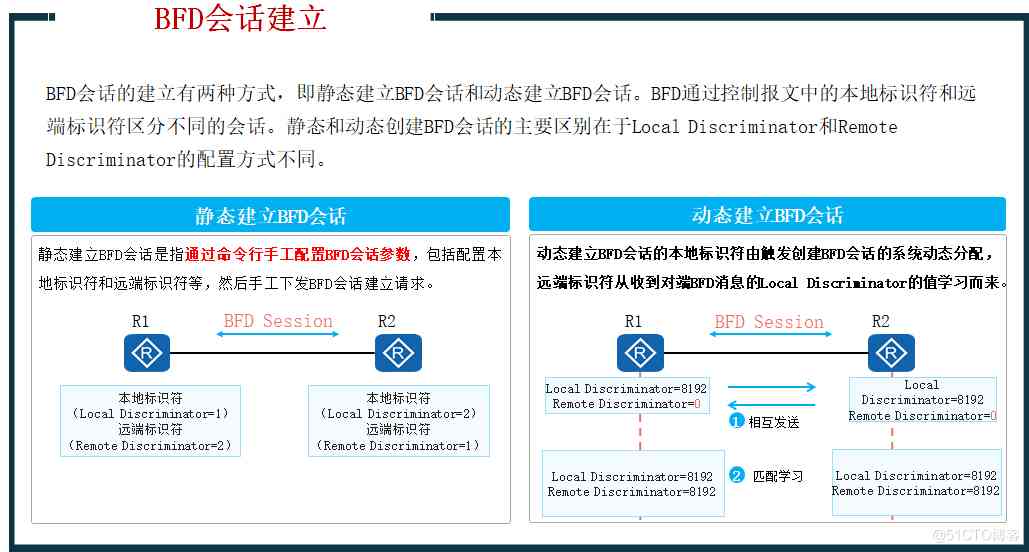 BFD会话建立
BFD会话的建立有两种方式，即静态建立BFD会话和动态建立BFD会话。BFD通过控制报文中的本地标识符和远
端标识符区分不同的会话。静态和动态创建BFD会话的主要区别在于Local Discriminator和Remote
Discriminator的配置方式不同。
静态建立BFD会话
静态建立BFD会话是指通过命令行手工配置BFD会话参数，包括配置本
地标识符和远端标识符等，然后手工下发BFD会话建立请求。
R1
BFD Session
R2
R
R
本地标识符
（Local Discriminator=1）
远端标识符
（Remote Discriminator=2）
本地标识符
（Local Discriminator=2）
远端标识符
（Remote Discriminator=1）
动态建立BFD会话
动态建立BFD会话的本地标识符由触发创建BFD会话的系统动态分配，
远端标识符从收到对端BFD消息的Local Discriminator的值学习而来。
R1
BFD Session
R2
R
R
Local Discriminator=8192
Remote Discriminator=0
Local
Discriminator=8192
Remote Discriminator=0
1 相互发送
Local Discriminator=8192
Remote Discriminator=8192
2 匹配学习
Local Discriminator=8192
Remote Discriminator=8192
@51CTO博客